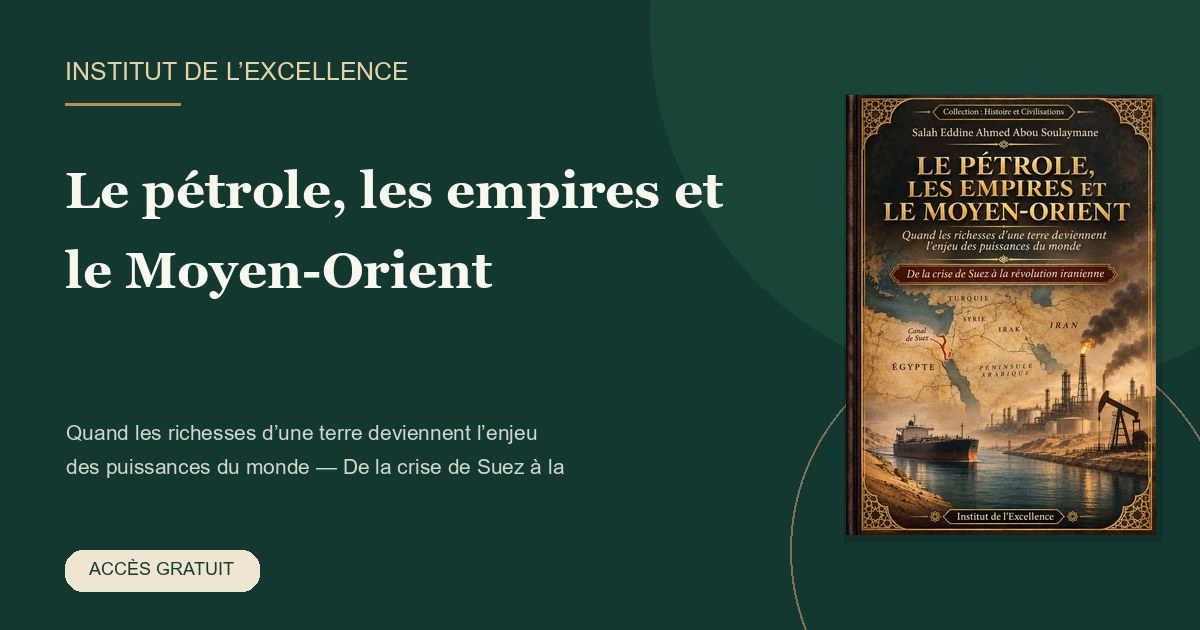 INSTITUT DE L’EXCELLENCE
Le pétrole, les empires et
le Moyen-Orient
Quand les richesses d’une terre deviennent l’enjeu
des puissances du monde — De la crise de Suez à la
ACCÈS GRATUIT
Collection : Histoire et Civilisations
Salah Eddine Ahmed Abou Soulaymane
LE PÉTROLE,
LES EMPIRES ET
LE MOYEN-ORIENT
Quand les richesses d’une terre deviennent
l’enjeu des puissances du monde
De la crise de Suez à la révolution iranienne
TURQUIE
SYRIE
IRAK
IRAN
Canal
de Suez
ÉGYPTE
PÉNINSULE
ARABIQUE
Institut de l’Excellence